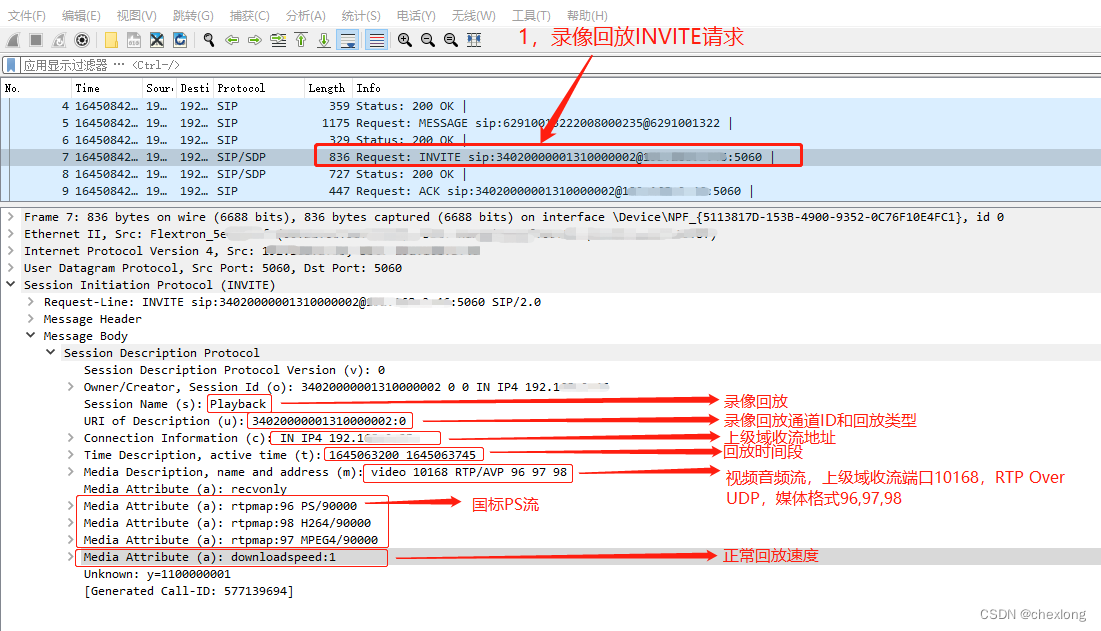 文件(F) 编辑(E) 视图(V) 跳转(G) 捕获(C) 分析(A) 统计(S) 电话(Y) 无线(W) 工具(T) 帮助(H)
1，录像回放INVITE请求
应用显示过滤器 … <Ctrl-/>
No. Time Sour Desti Protocol Length Info
4 16450842… 19… 192… SIP 359 Status: 200 OK |
5 16450842… 19… 192… SIP 1175 Request: MESSAGE sip:62910013222008000235@6291001322 |
6 16450842… 19… 192… SIP 329 Status: 200 OK |
7 16450842… 19… 192… SIP/SDP 836 Request: INVITE sip:34020000001310000002@ :5060 |
8 16450842… 19… 192… SIP/SDP 727 Status: 200 OK |
9 16450842… 19… 192… SIP 447 Request: ACK sip:34020000001310000002@ :5060 |
Frame 7: 836 bytes on wire (6688 bits), 836 bytes captured (6688 bits) on interface \Device\NPF_{5113817D-153B-4900-9352-0C76F10E4FC1}, id 0
Ethernet II, Src: Flextron_5e
Internet Protocol Version 4, Src:
User Datagram Protocol, Src Port: 5060, Dst Port: 5060
Session Initiation Protocol (INVITE)
Request-Line: INVITE sip:34020000001310000002@ :5060 SIP/2.0
Message Header
Message Body
Session Description Protocol
Session Description Protocol Version (v): 0
Owner/Creator, Session Id (o): 34020000001310000002 0 0 IN IP4 192.1
Session Name (s): Playback 录像回放
URI of Description (u): 34020000001310000002:0 录像回放通道ID和回放类型
Connection Information (c): IN IP4 192.1 上级域收流地址
Time Description, active time (t): 1645063200 1645063745 回放时间段
Media Description, name and address (m): video 10168 RTP/AVP 96 97 98 视频音频流，上级域收流端口10168，RTP Over
UDP，媒体格式96,97,98
Media Attribute (a): recvonly
Media Attribute (a): rtpmap:96 PS/90000 国标PS流
Media Attribute (a): rtpmap:98 H264/90000
Media Attribute (a): rtpmap:97 MPEG4/90000
Media Attribute (a): downloadspeed:1 正常回放速度
Unknown: y=1100000001
[Generated Call-ID: 577139694]
CSDN @chexlong